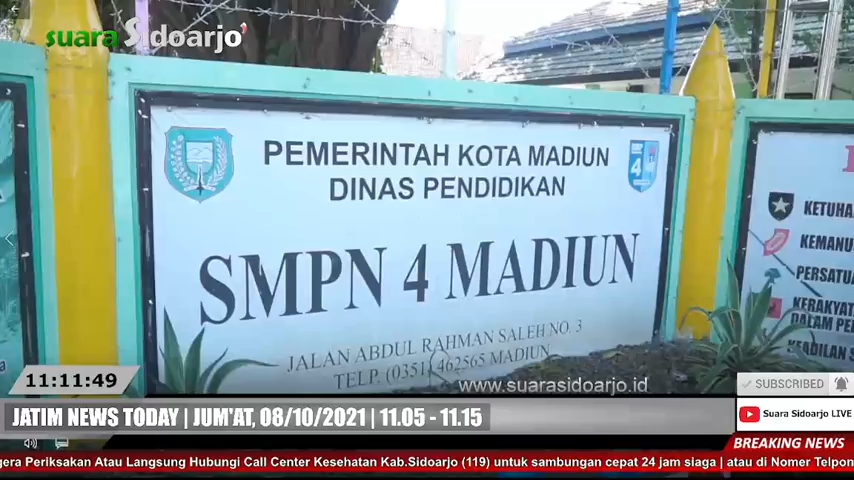 suara Sidoarjo
PEMERINTAH KOTA MADIUN
DINAS PENDIDIKAN
SMPN 4 MADIUN
JALAN ABDUL RAHMAN SALEH NO. 3
TELP. (0351) 462565 MADIUN
4
KETUHA
KEMANU
PERSATUA
KERAKYAT
DALAM PE
KEADILAN S
www.suarasidoarjo.id
11:11:49
SUBSCRIBED
JATIM NEWS TODAY | JUM'AT, 08/10/2021 | 11.05 - 11.15
Suara Sidoarjo LIVE
BREAKING NEWS
gera Periksakan Atau Langsung Hubungi Call Center Kesehatan Kab.Sidoarjo (119) untuk sambungan cepat 24 jam siaga | atau di Nomer Telpon